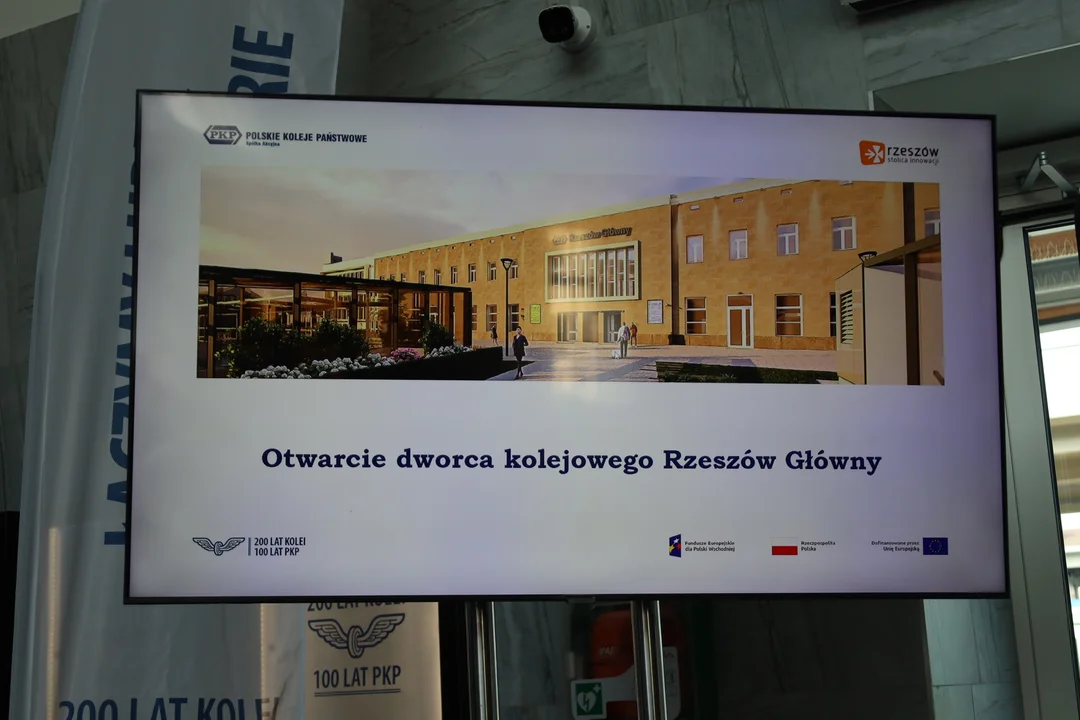 PKP POLSKIE KOLEJE PAŃSTWOWE
Spółka Akcyjna
rzeszów
stolica innowacji
Rzeszów Główny
Otwarcie dworca kolejowego Rzeszów Główny
200 LAT KOLEI
100 LAT PKP
Fundusze Europejskie
dla Polski Wschodniej
Rzeczpospolita
Polska
Dofinansowane przez
Unię Europejską
200 LAT KOLEI
100 LAT PKP
200 LAT KOLEI